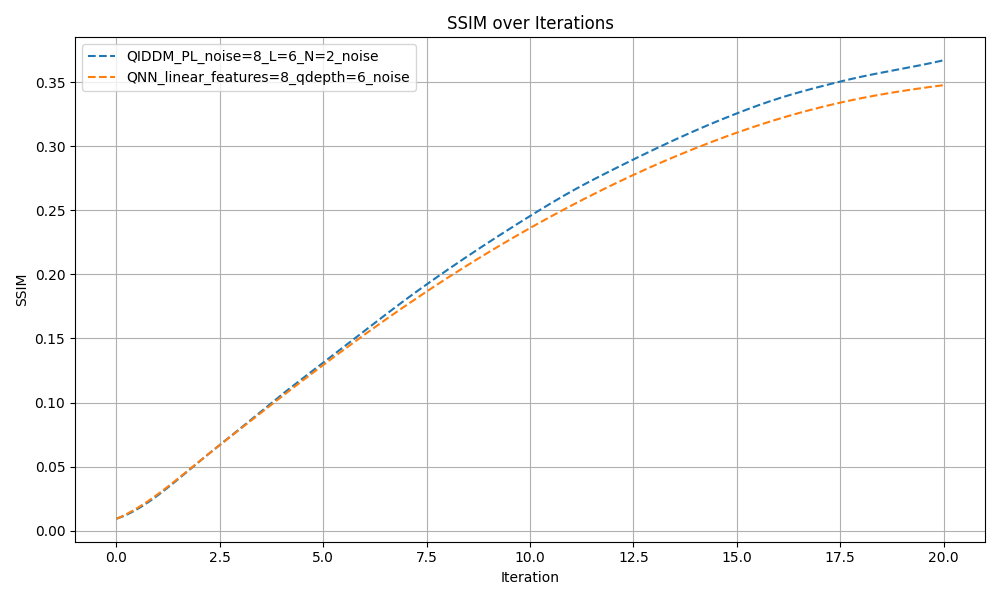 SSIM over Iterations
QIDDM_PL_noise=8_L=6_N=2_noise
QNN_linear_features=8_qdepth=6_noise
SSIM
0.35
0.30
0.25
0.20
0.15
0.10
0.05
0.00
0.0 2.5 5.0 7.5 10.0 12.5 15.0 17.5 20.0
Iteration